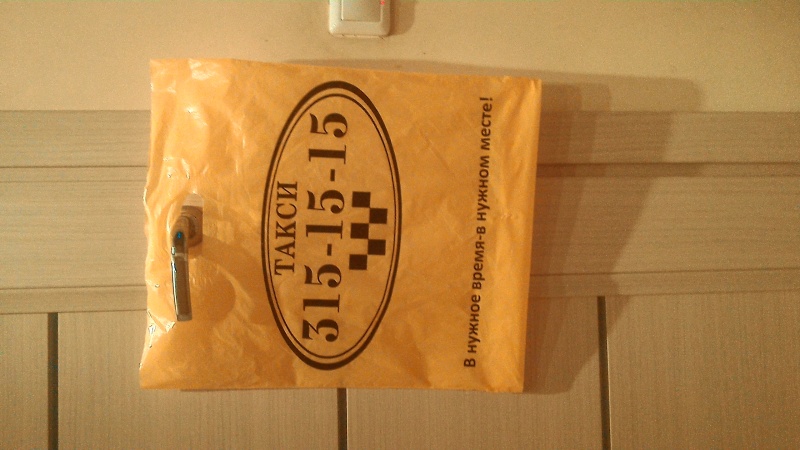 ТАКСИ
315-15-15
В нужное время-в нужном месте!